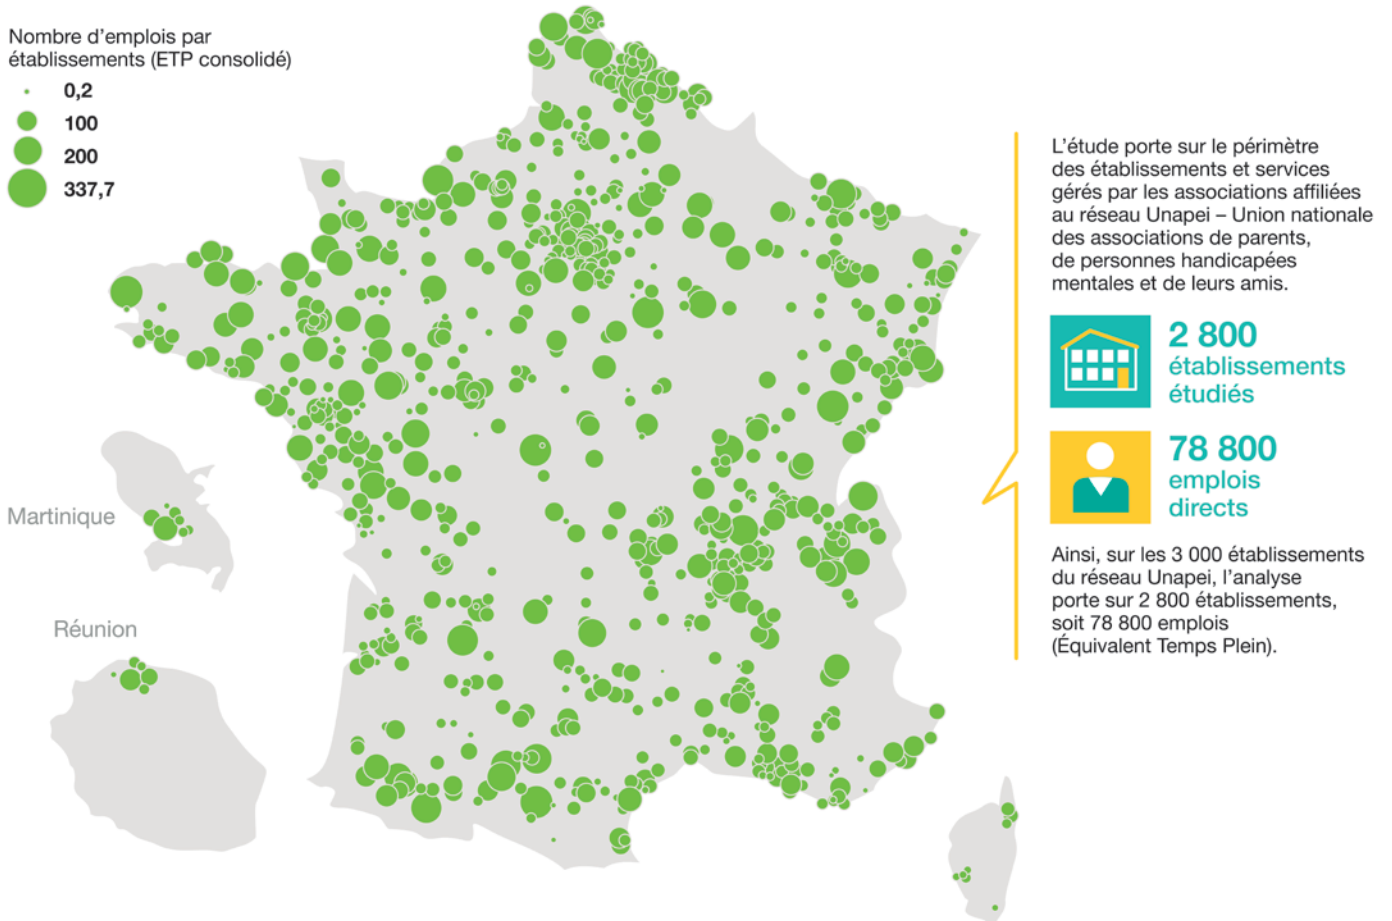 Nombre d'emplois par
établissements (ETP consolidé)
0,2
100
200
337,7
Martinique
Réunion
L'étude porte sur le périmètre
des établissements et services
gérés par les associations affiliées
au réseau Unapei – Union nationale
des associations de parents,
de personnes handicapées
mentales et de leurs amis.
2 800
établissements
étudiés
78 800
emplois
directs
Ainsi, sur les 3 000 établissements
du réseau Unapei, l'analyse
porte sur 2 800 établissements,
soit 78 800 emplois
(Équivalent Temps Plein).